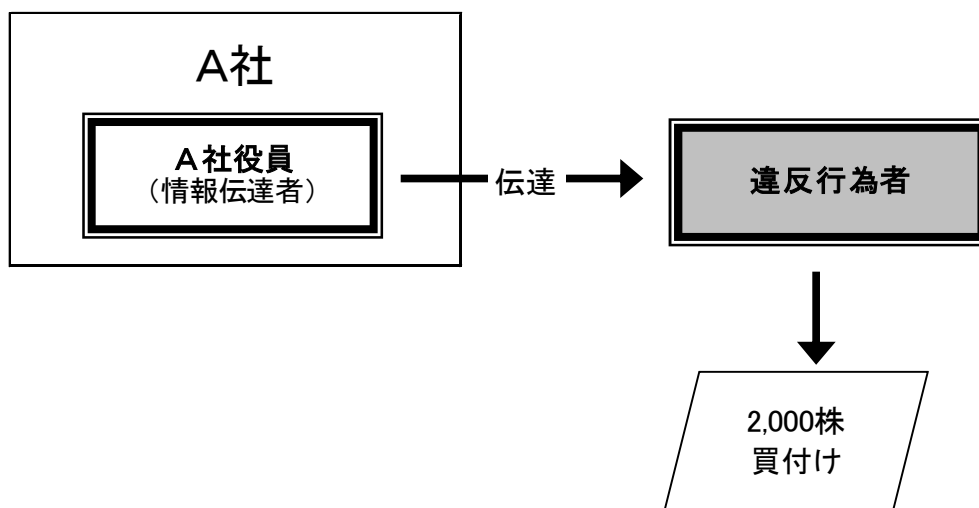 A社
A社役員
（情報伝達者）
伝達
違反行為者
2,000株
買付け